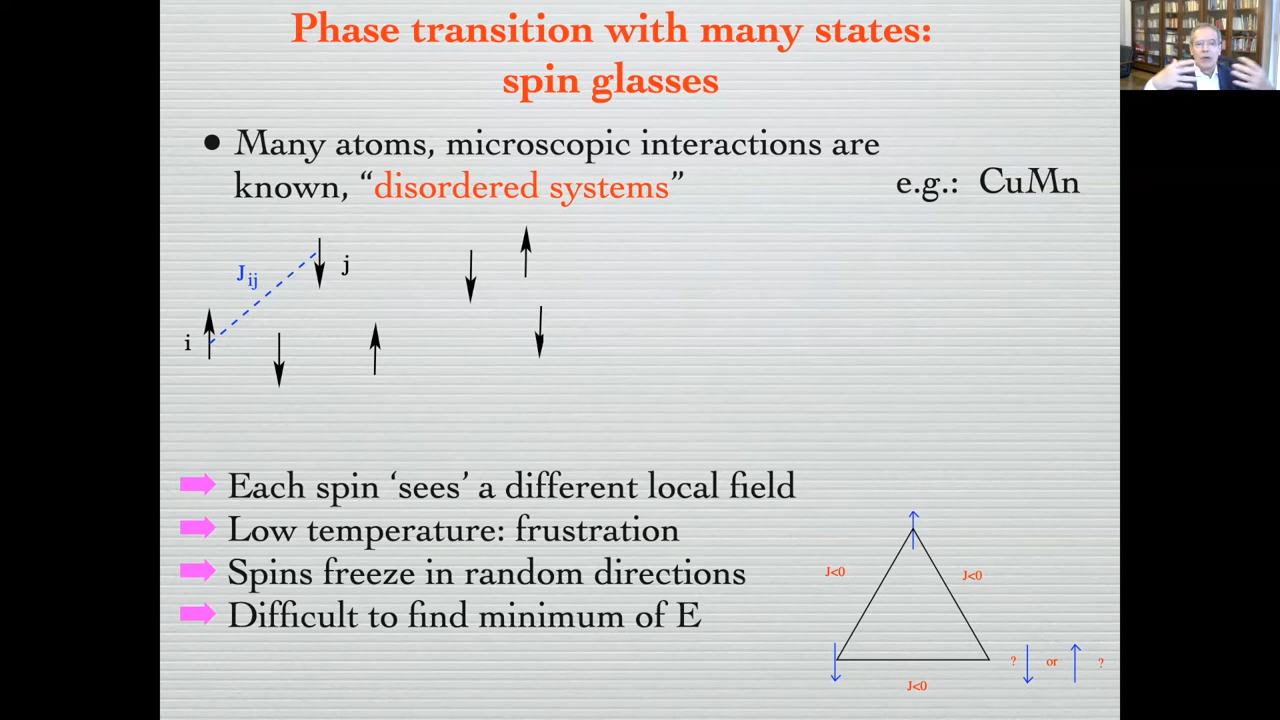 Phase transition with many states:
spin glasses
• Many atoms, microscopic interactions are
known, “disordered systems”
e.g.: CuMn
J_ij
j
i
Each spin ‘sees’ a different local field
Low temperature: frustration
Spins freeze in random directions
Difficult to find minimum of E
J<0
J<0
? or ?
J<0